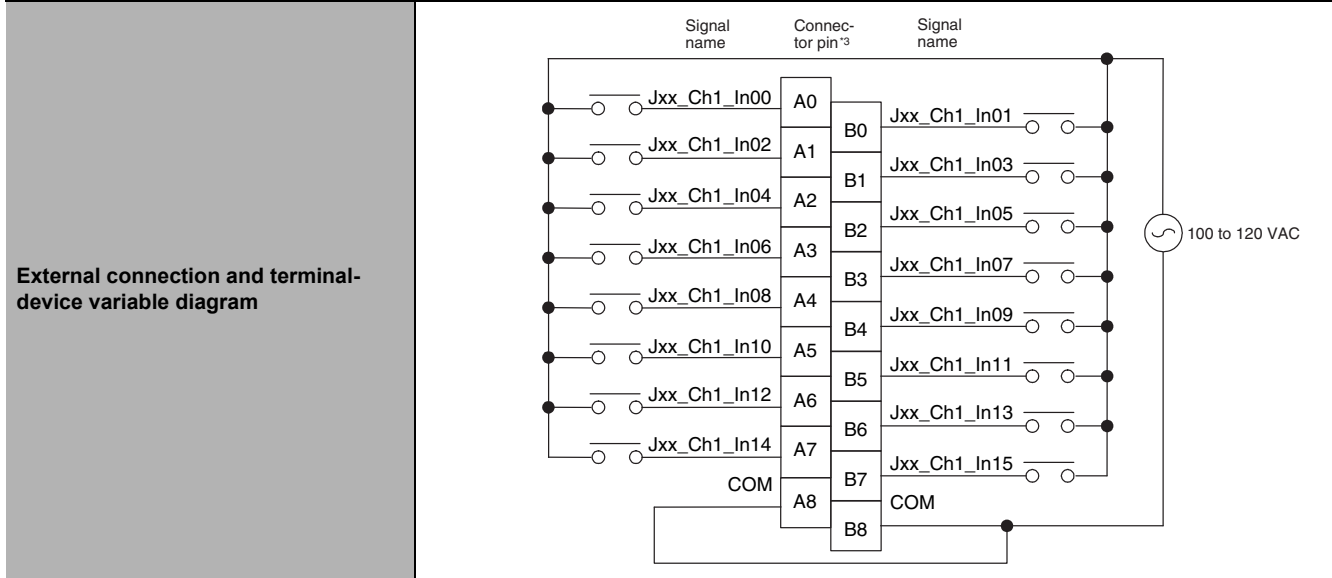 External connection and terminal-
device variable diagram
Signal
name
Connec-
tor pin*3
Signal
name
Jxx_Ch1_In00
A0
B0
Jxx_Ch1_In01
Jxx_Ch1_In02
A1
B1
Jxx_Ch1_In03
Jxx_Ch1_In04
A2
B2
Jxx_Ch1_In05
Jxx_Ch1_In06
A3
B3
Jxx_Ch1_In07
Jxx_Ch1_In08
A4
B4
Jxx_Ch1_In09
Jxx_Ch1_In10
A5
B5
Jxx_Ch1_In11
Jxx_Ch1_In12
A6
B6
Jxx_Ch1_In13
Jxx_Ch1_In14
A7
B7
Jxx_Ch1_In15
COM
A8
B8
COM
100 to 120 VAC